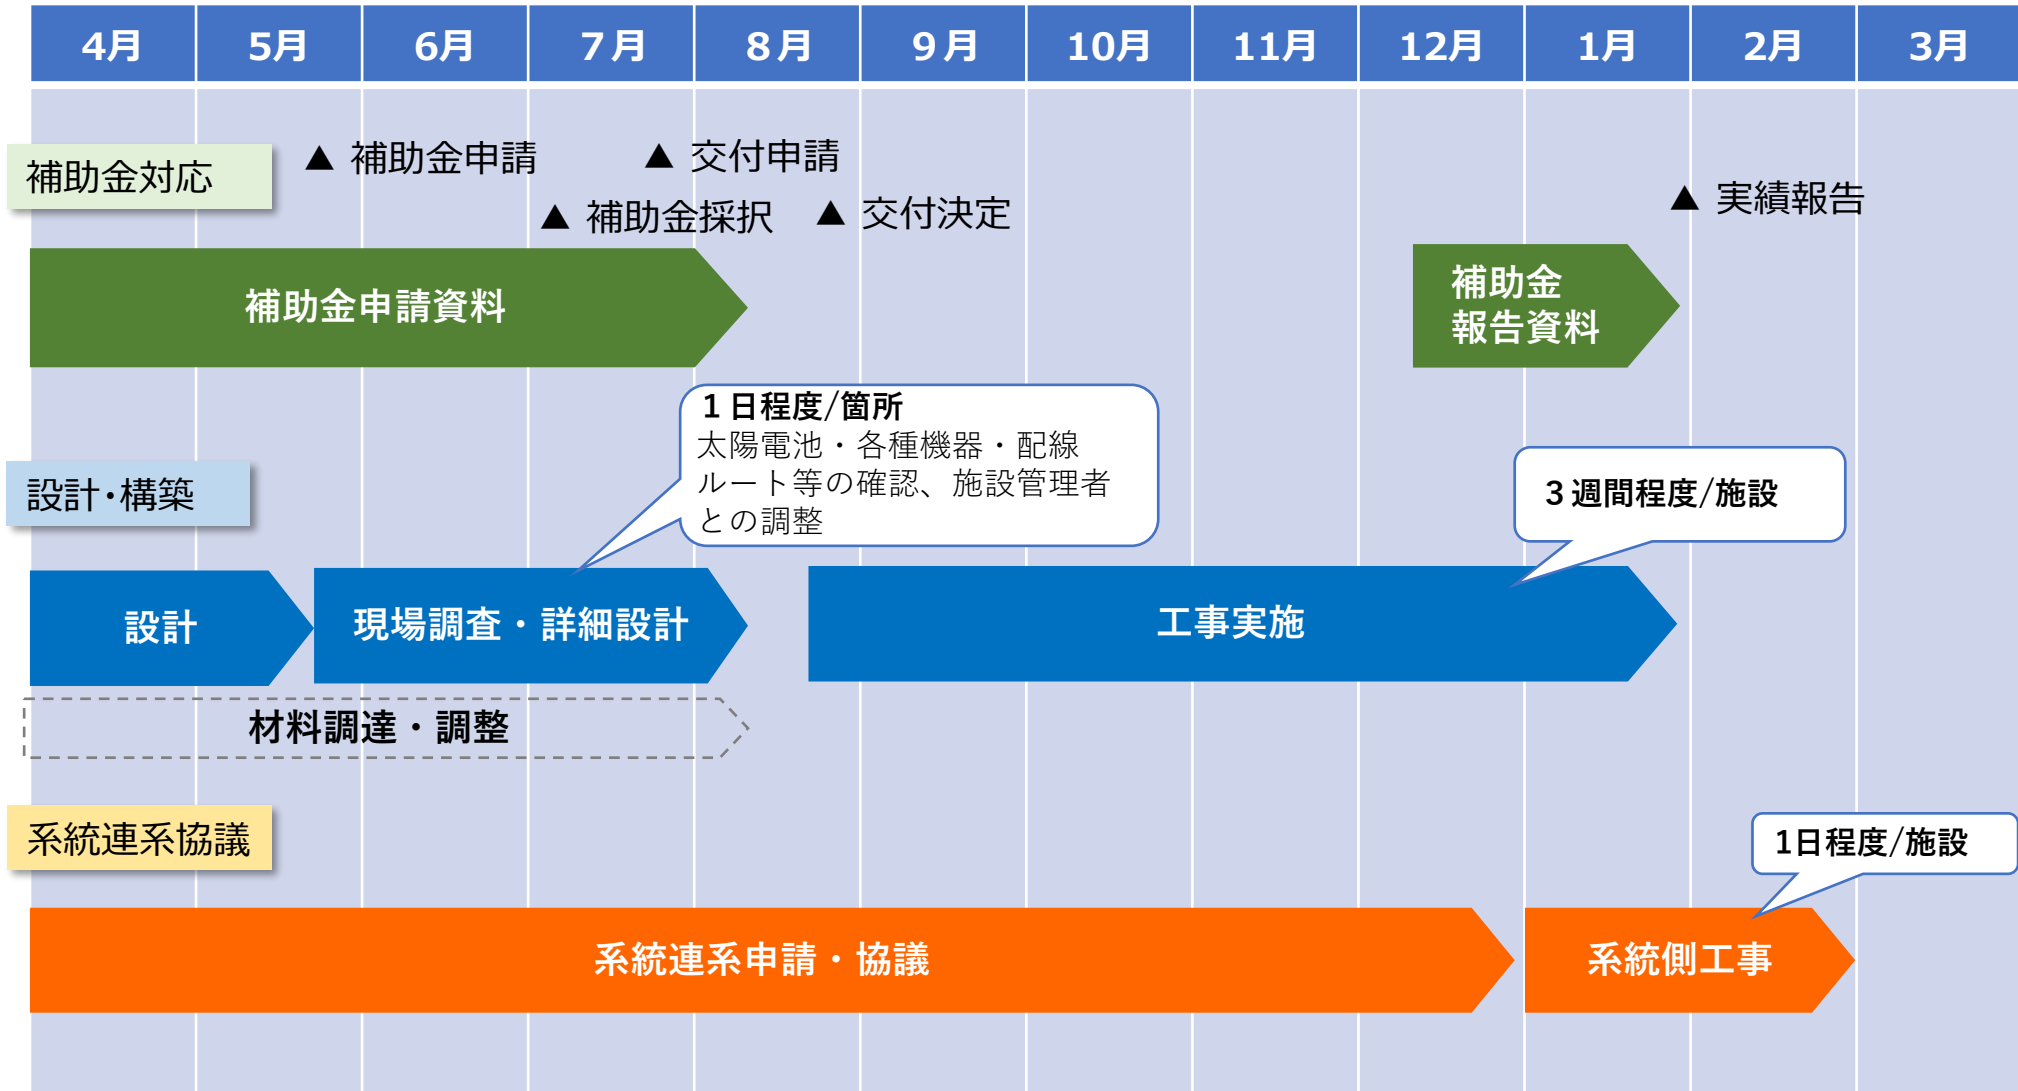 4月 5月 6月 7月 8月 9月 10月 11月 12月 1月 2月 3月
補助金対応
▲ 補助金申請
▲ 交付申請
▲ 補助金採択
▲ 交付決定
▲ 実績報告
補助金申請資料
補助金
報告資料
1日程度/箇所
太陽電池・各種機器・配線
ルート等の確認、施設管理者
との調整
設計・構築
3週間程度/施設
設計
現場調査・詳細設計
工事実施
材料調達・調整
系統連系協議
1日程度/施設
系統連系申請・協議
系統側工事